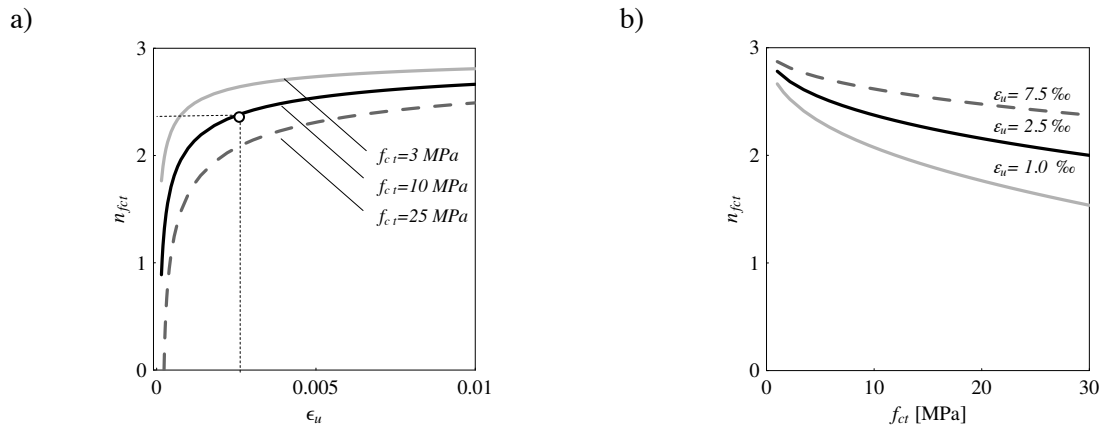 a)
3
2
1
0
n_fct
0
0.005
0.01
ϵ_u
f_ct=3 MPa
f_ct=10 MPa
f_ct=25 MPa
b)
3
2
1
0
n_fct
0
10
20
30
f_ct [MPa]
ε_u= 7.5 ‰
ε_u= 2.5 ‰
ε_u= 1.0 ‰